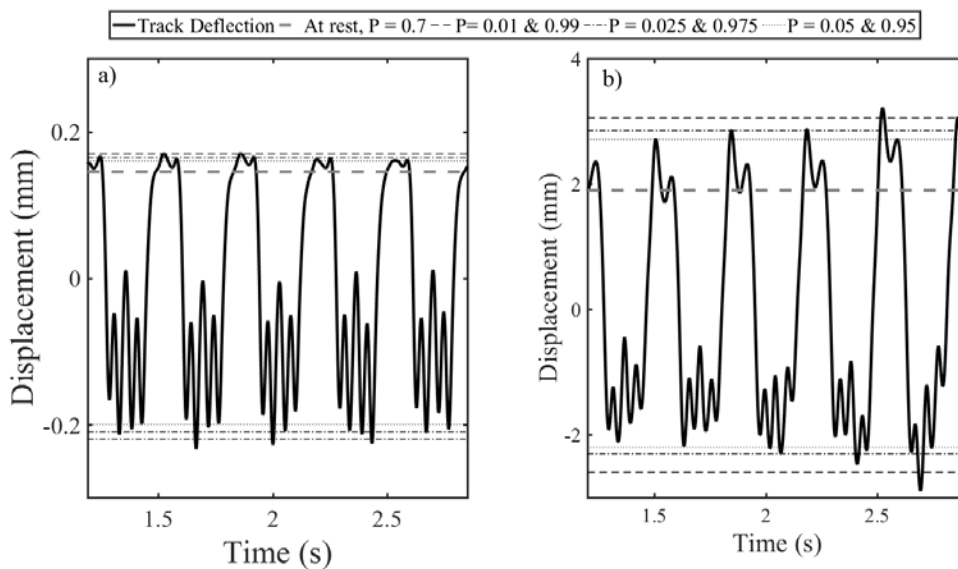 Track Deflection At rest, P = 0.7 P= 0.01 & 0.99 P = 0.025 & 0.975 P = 0.05 & 0.95
a)
Displacement (mm)
0.2
0
-0.2
1.5 2 2.5
Time (s)
b)
Displacement (mm)
4
2
0
-2
1.5 2 2.5
Time (s)